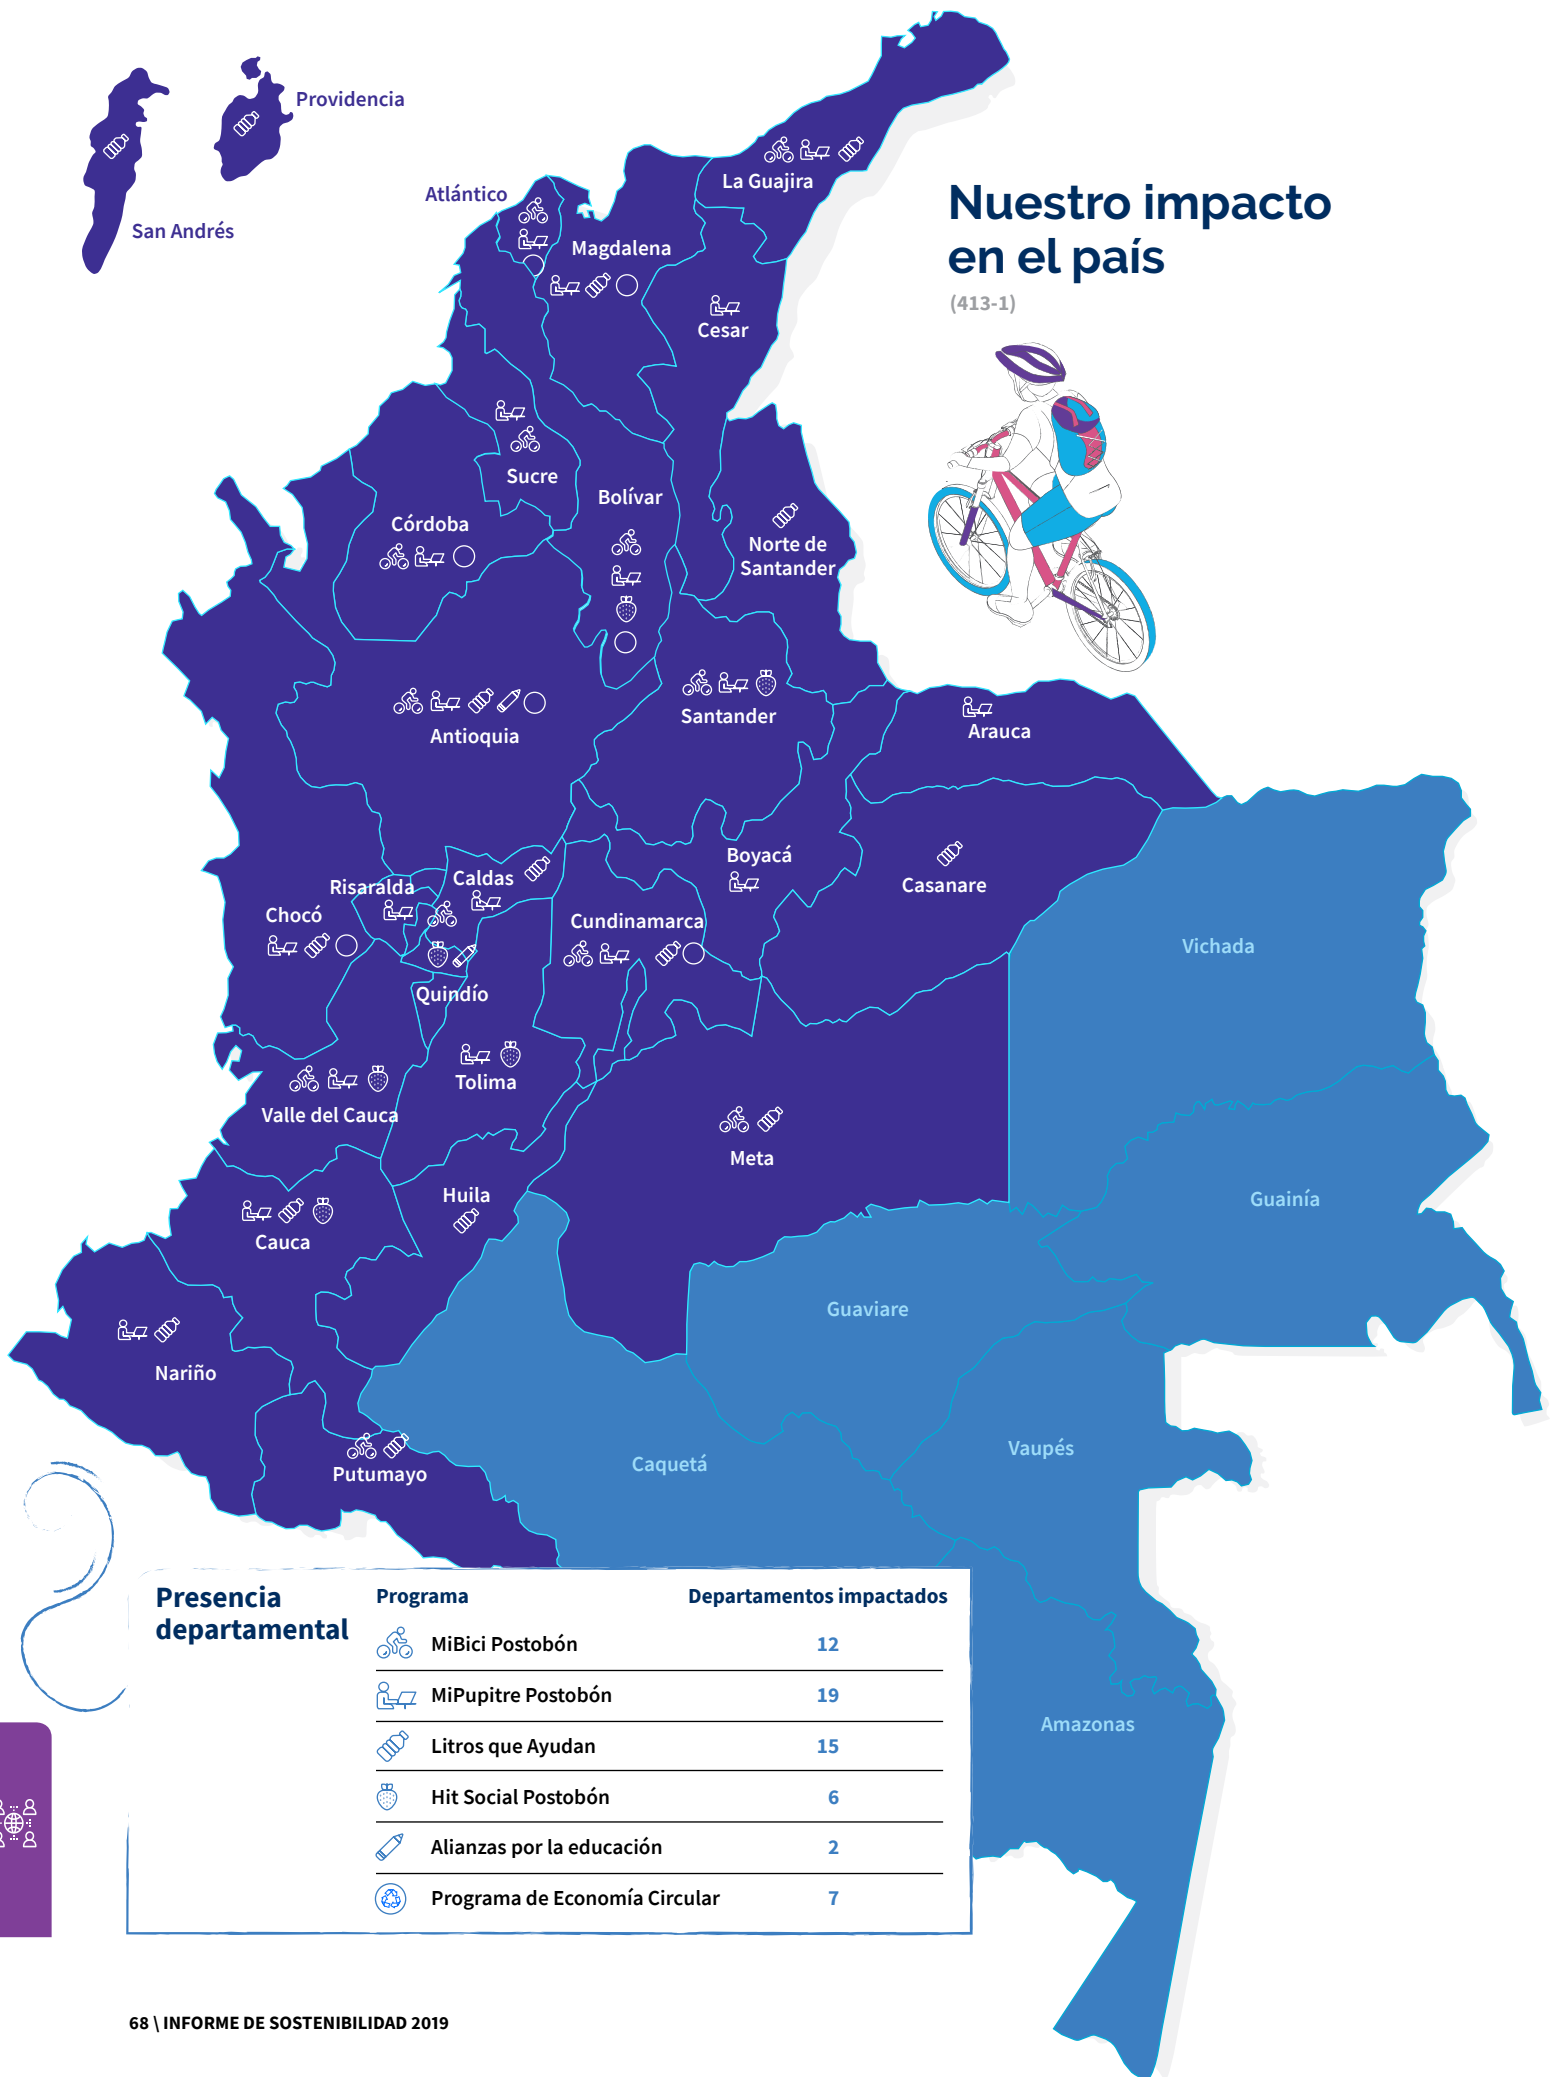 Providencia
San Andrés
Atlántico
La Guajira
Magdalena
Nuestro impacto
en el país
(413-1)
Cesar
Sucre
Bolívar
Córdoba
Norte de
Santander
Santander
Antioquia
Arauca
Boyacá
Casanare
Caldas
Risaralda
Chocó
Cundinamarca
Vichada
Quindío
Tolima
Valle del Cauca
Meta
Huila
Guainía
Cauca
Guaviare
Nariño
Vaupés
Caquetá
Putumayo
Amazonas
Presencia
departamental
Programa Departamentos impactados
MiBici Postobón 12
MiPupitre Postobón 19
Litros que Ayudan 15
Hit Social Postobón 6
Alianzas por la educación 2
Programa de Economía Circular 7
68 \ INFORME DE SOSTENIBILIDAD 2019